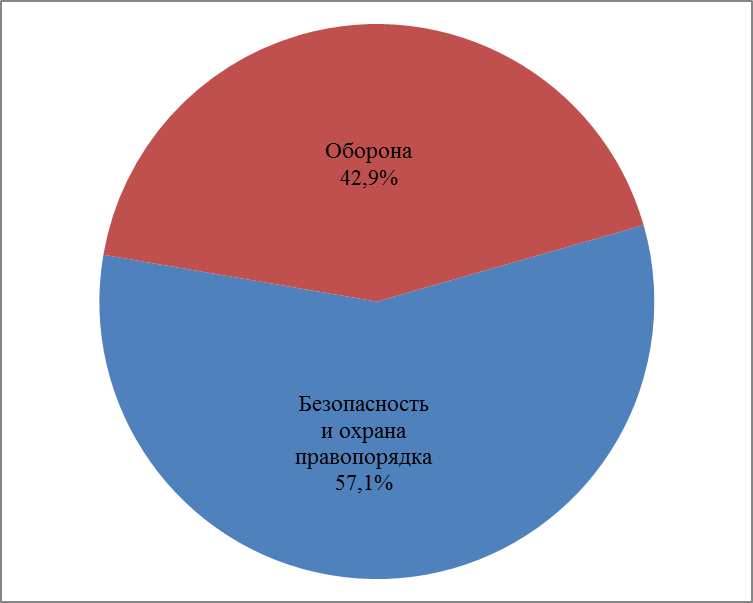 Оборона
42,9%
Безопасность
и охрана
правопорядка
57,1%